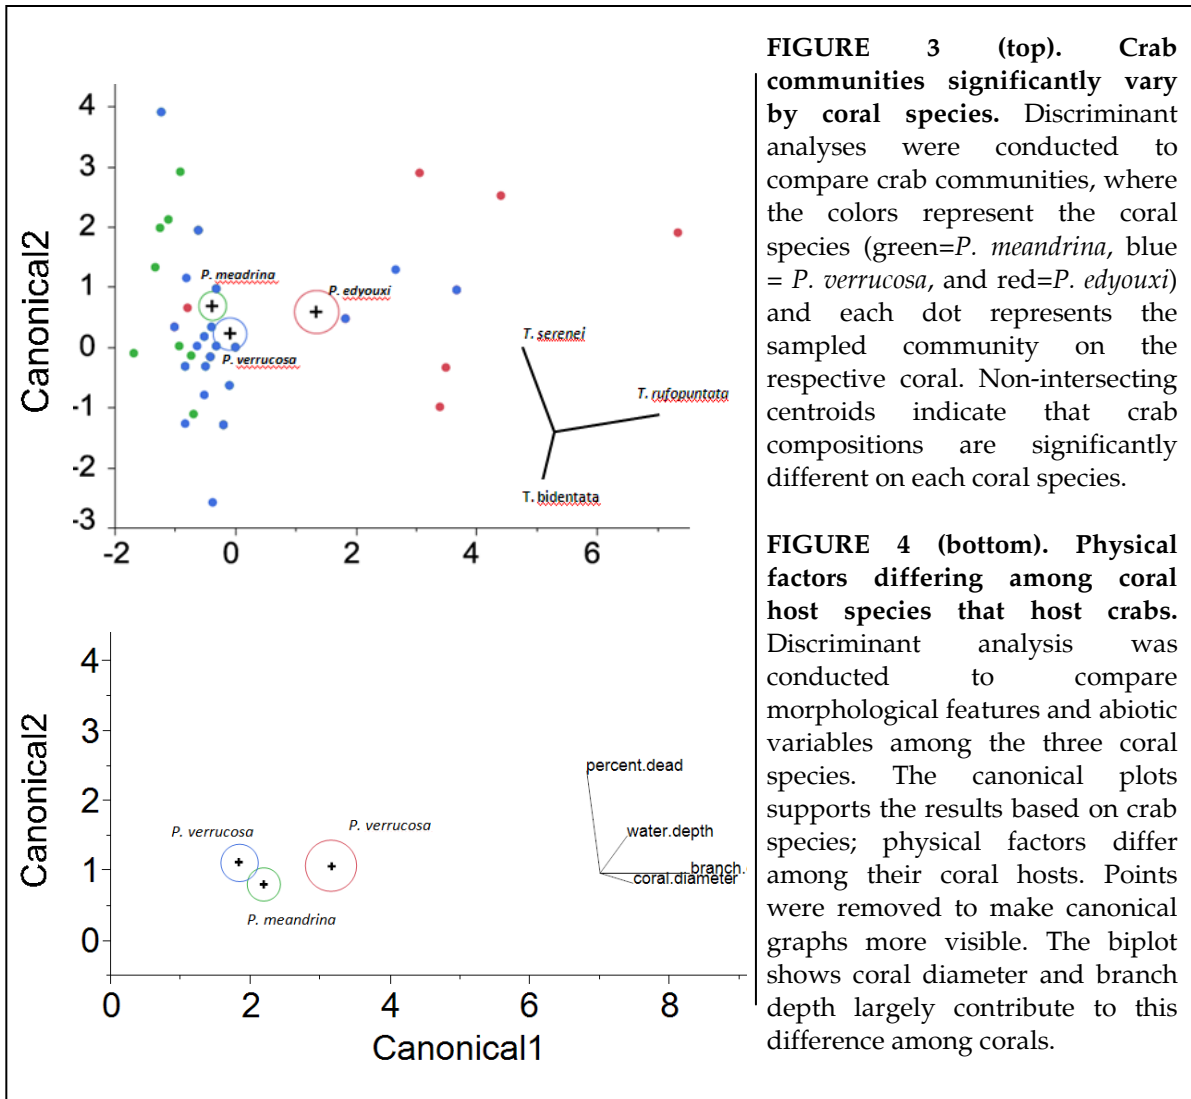 4
3
2
1
0
-1
-2
-3
Canonical2
P. meadrina
P. edyouxi
P. verrucosa
T. serenei
T. rufopuntata
T. bidentata
-2
0
2
4
6
4
3
2
1
0
Canonical2
P. verrucosa
P. verrucosa
P. meandrina
percent.dead
water.depth
branch.
coral.diameter
0
2
4
6
8
Canonical1
FIGURE 3 (top). Crab
communities significantly vary
by coral species. Discriminant
analyses were conducted to
compare crab communities, where
the colors represent the coral
species (green=P. meandrina, blue
= P. verrucosa, and red=P. edyouxi)
and each dot represents the
sampled community on the
respective coral. Non-intersecting
centroids indicate that crab
compositions are significantly
different on each coral species.
FIGURE 4 (bottom). Physical
factors differing among coral
host species that host crabs.
Discriminant analysis was
conducted to compare
morphological features and abiotic
variables among the three coral
species. The canonical plots
supports the results based on crab
species; physical factors differ
among their coral hosts. Points
were removed to make canonical
graphs more visible. The biplot
shows coral diameter and branch
depth largely contribute to this
difference among corals.